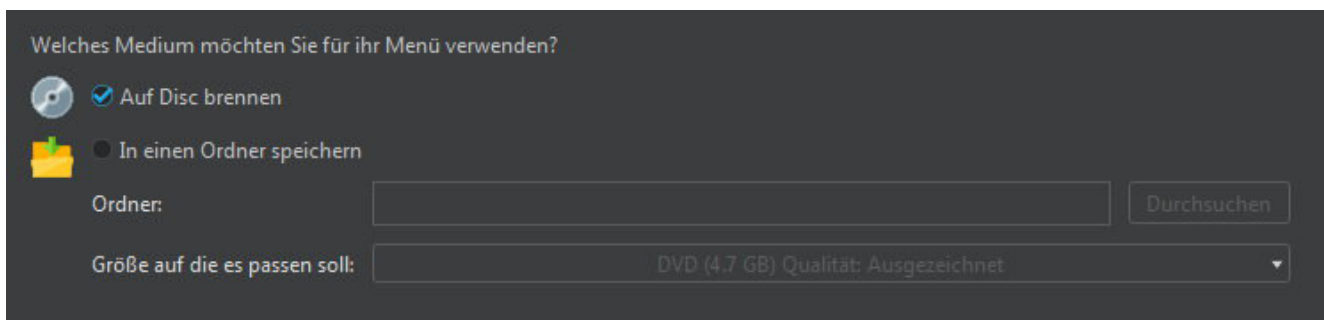 Welches Medium möchten Sie für ihr Menü verwenden?
Auf Disc brennen
In einen Ordner speichern
Ordner:
Durchsuchen
Größe auf die es passen soll:
DVD (4.7 GB) Qualität: Ausgezeichnet